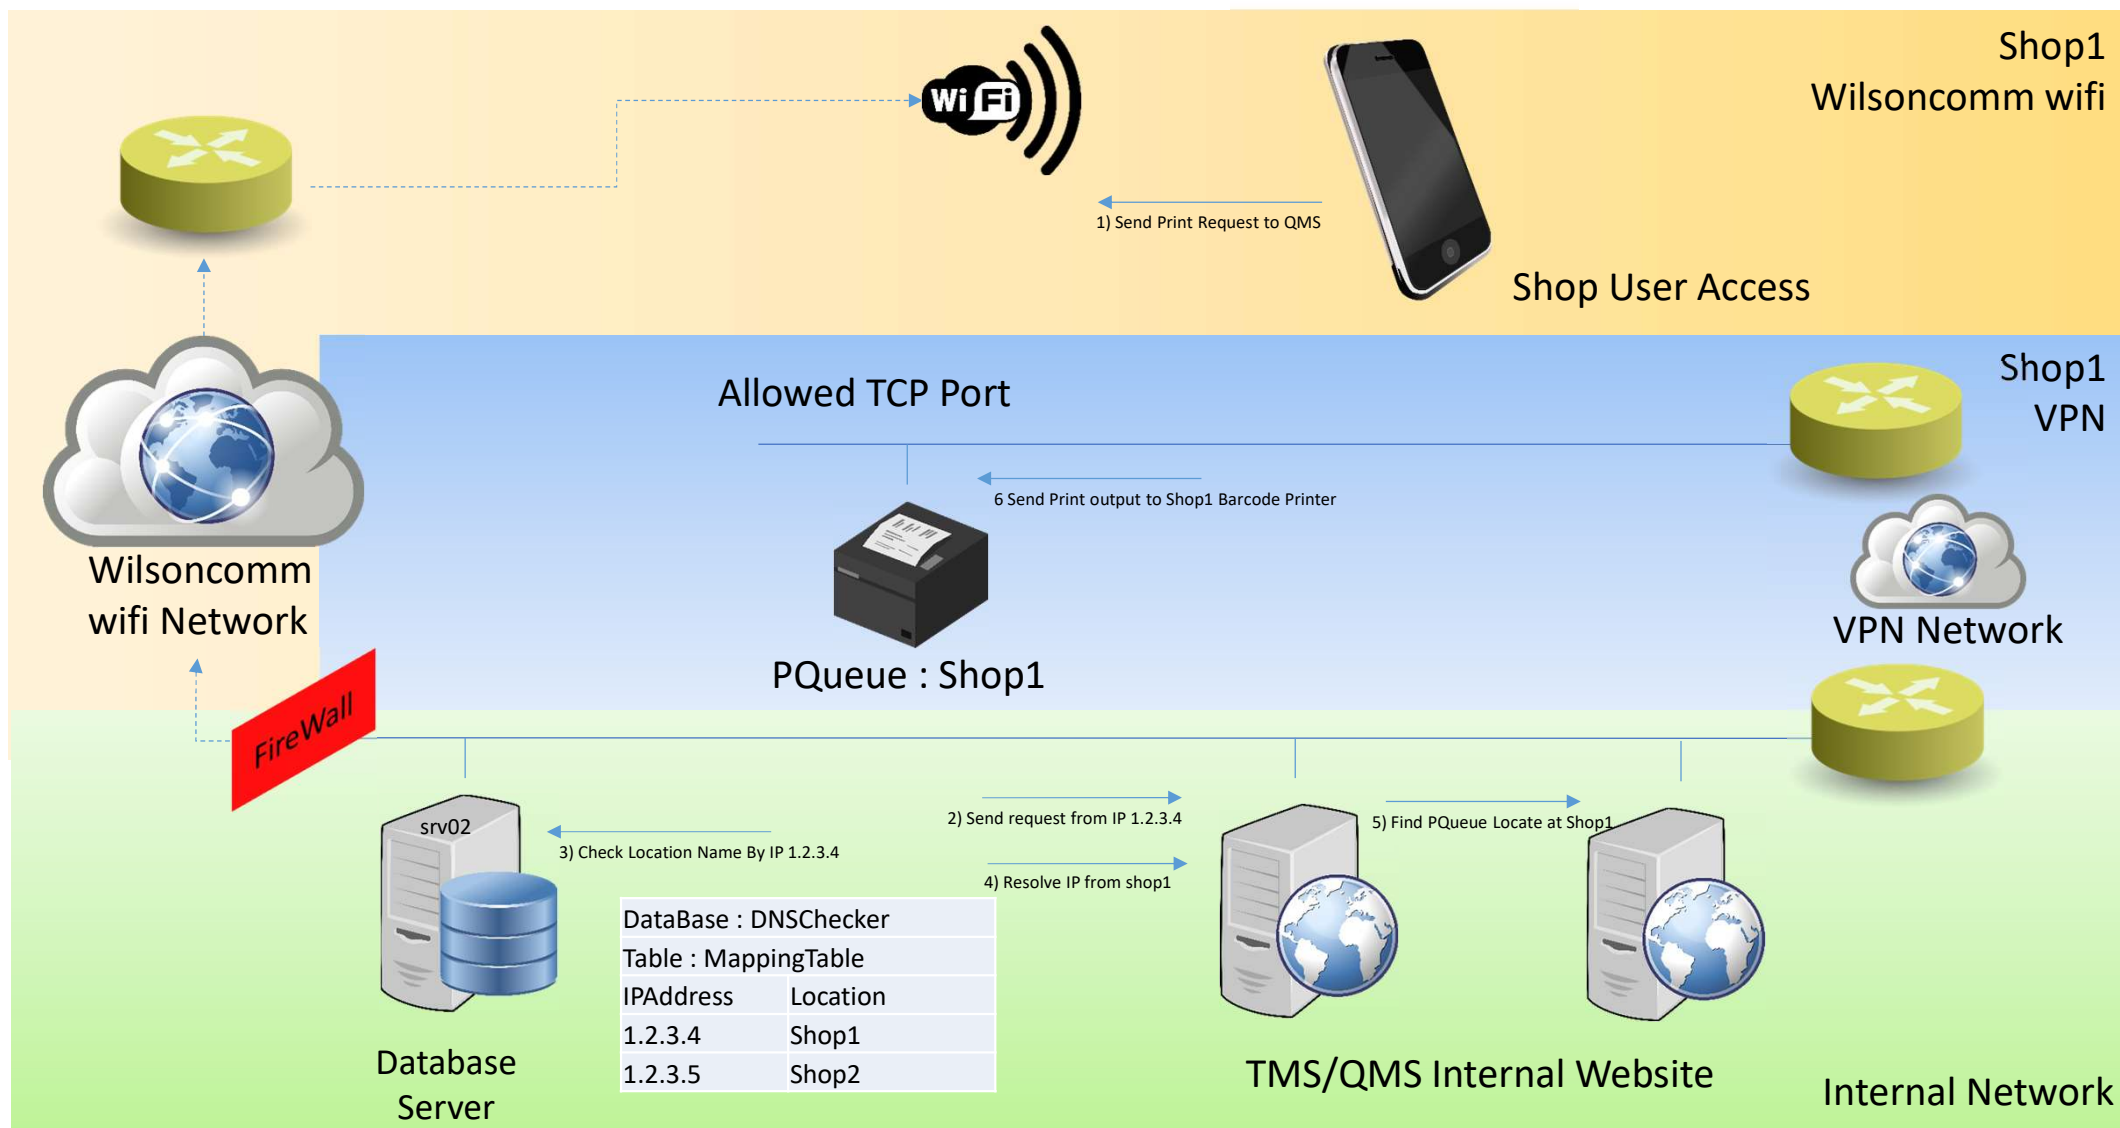 Shop1
Wilsoncomm wifi
Wi Fi
1) Send Print Request to QMS
Shop User Access
Allowed TCP Port
Shop1
VPN
6 Send Print output to Shop1 Barcode Printer
Wilsoncomm
wifi Network
VPN Network
PQueue : Shop1
FireWall
srv02
2) Send request from IP 1.2.3.4
5) Find PQueue Locate at Shop1
3) Check Location Name By IP 1.2.3.4
4) Resolve IP from shop1
DataBase : DNSChecker
Table : MappingTable
IPAddress Location
1.2.3.4 Shop1
1.2.3.5 Shop2
Database
Server
TMS/QMS Internal Website
Internal Network